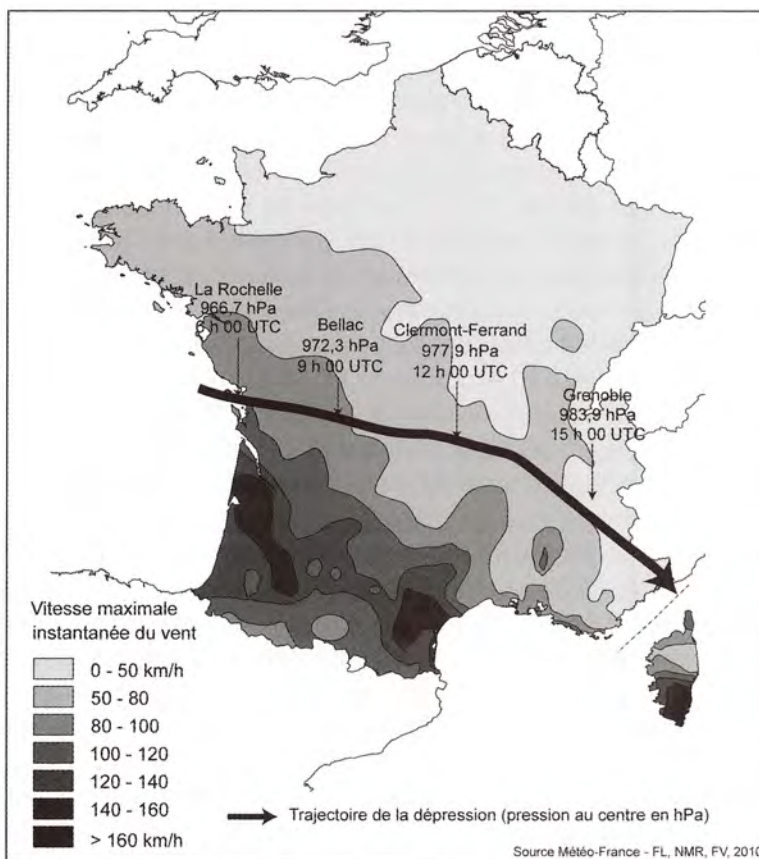 La Rochelle
966,7 hPa
6 h 00 UTC
Bellac
972,3 hPa
9 h 00 UTC
Clermont-Ferrand
977,9 hPa
12 h 00 UTC
Grenoble
983,9 hPa
15 h 00 UTC
Vitesse maximale
instantanée du vent
0 - 50 km/h
50 - 80
80 - 100
100 - 120
120 - 140
140 - 160
> 160 km/h
Trajectoire de la dépression (pression au centre en hPa)
Source Météo-France - FL, NMR, FV, 2010